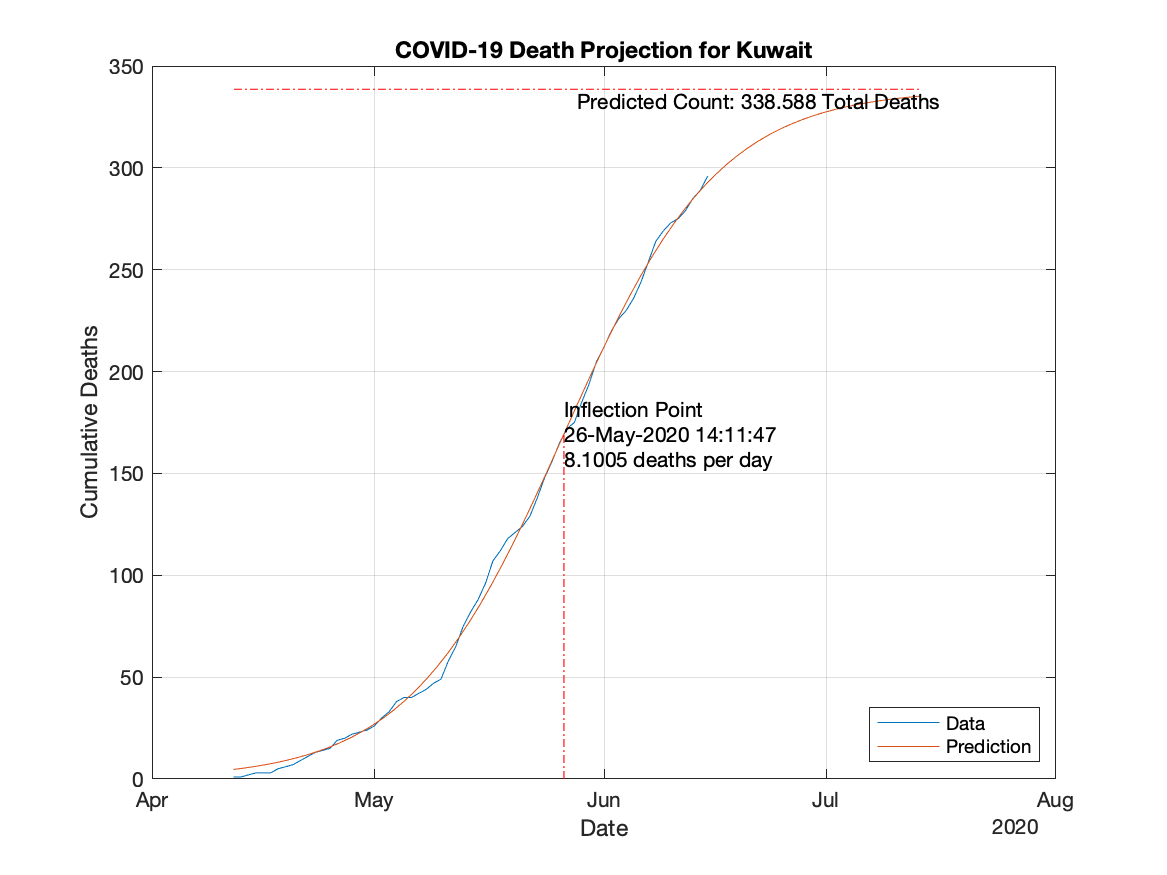 COVID-19 Death Projection for Kuwait
350
Predicted Count: 338.588 Total Deaths
300
250
200
Inflection Point
26-May-2020 14:11:47
8.1005 deaths per day
150
100
50
0
Cumulative Deaths
Data
Prediction
Apr May Jun Jul Aug
Date
2020